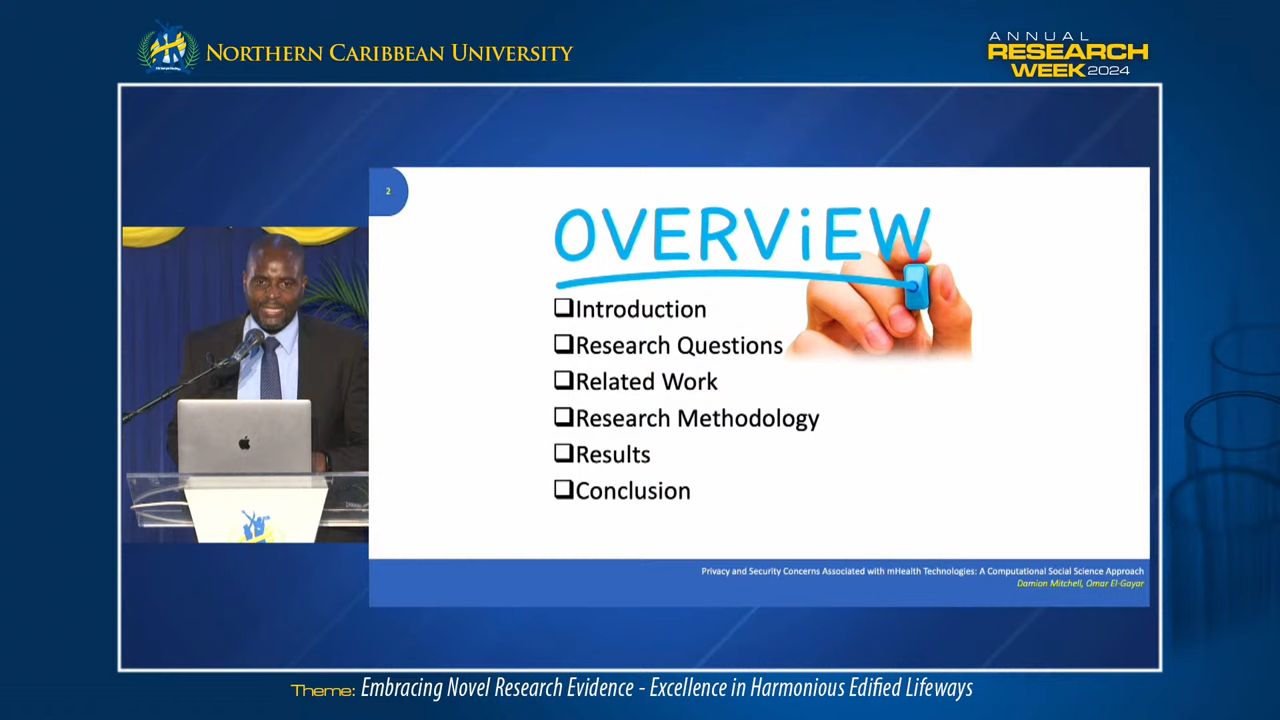 NORTHERN CARIBBEAN UNIVERSITY
ANNUAL
RESEARCH
WEEK 2024
2
OVERViEW
Introduction
Research Questions
Related Work
Research Methodology
Results
Conclusion
Privacy and Security Concerns Associated with mHealth Technologies: A Computational Social Science Approach
Damion Mitchell, Omar El-Gayar
Theme: Embracing Novel Research Evidence - Excellence in Harmonious Edified Lifeways